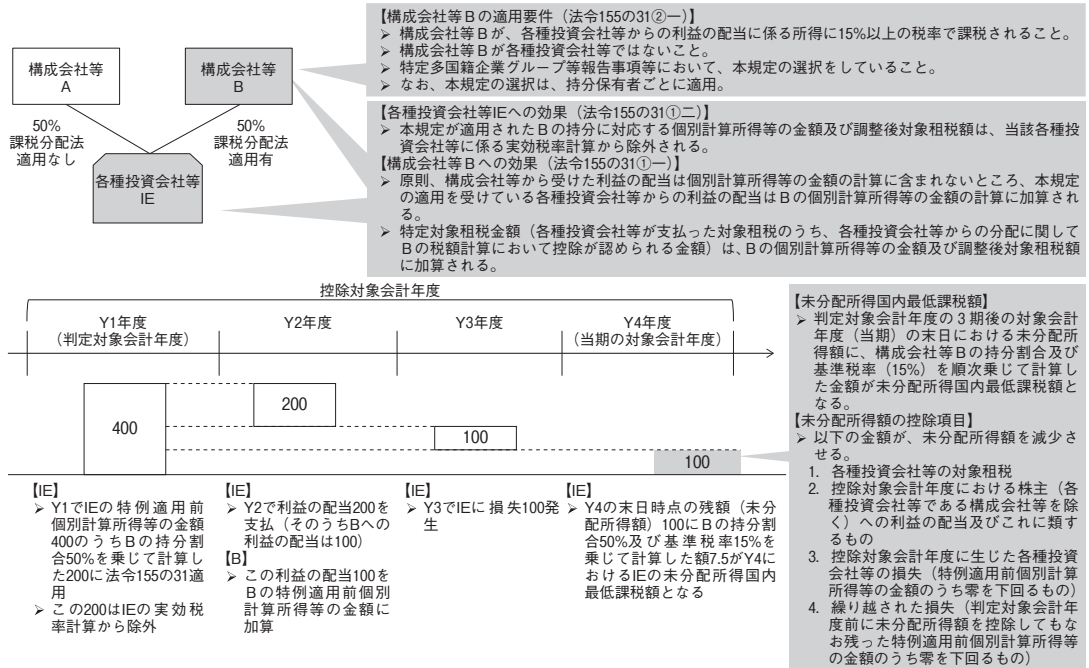 【構成会社等Ｂの適用要件（法令155の31②一）】
➢ 構成会社等Ｂが、各種投資会社等からの利益の配当に係る所得に15％以上の税率で課税されること。
➢ 構成会社等Ｂが各種投資会社等ではないこと。
➢ 特定多国籍企業グループ等報告事項等において、本規定の選択をしていること。
➢ なお、本規定の選択は、持分保有者ごとに適用。
構成会社等
A
構成会社等
B
50%
課税分配法
適用なし
50%
課税分配法
適用有
各種投資会社等
IE
【各種投資会社等IEへの効果（法令155の31①二）】
➢ 本規定が適用されたＢの持分に対応する個別計算所得等の金額及び調整後対象租税額は、当該各種投
資会社等に係る実効税率計算から除外される。
【構成会社等Ｂへの効果（法令155の31①一）】
➢ 原則、構成会社等から受けた利益の配当は個別計算所得等の金額の計算に含まれないところ、本規定
の適用を受けている各種投資会社等からの利益の配当はＢの個別計算所得等の金額の計算に加算され
る。
➢ 特定対象租税金額（各種投資会社等が支払った対象租税のうち、各種投資会社等からの分配に関して
Ｂの税額計算において控除が認められる金額）は、Ｂの個別計算所得等の金額及び調整後対象租税額
に加算される。
控除対象会計年度
Y1年度
（判定対象会計年度）
Y2年度
Y3年度
Y4年度
（当期の対象会計年度）
400
200
100
100
【IE】
➢ Y1でIEの特例適用前
個別計算所得等の金額
400のうちＢの持分割
合50％を乗じて計算し
た200に法令155の31適
用
➢ この200はIEの実効税
率計算から除外
【IE】
➢ Y2で利益の配当200を
支払（そのうちＢへの
利益の配当は100）
【B】
➢ この利益の配当100を
Ｂの特例適用前個別
計算所得等の金額に
加算
【IE】
➢ Y3でIEに損失100発
生
【IE】
➢ Y4の末日時点の残額（未分
配所得額）100にＢの持分割
合50％及び基準税率15％を
乗じて計算した額7.5がY4に
おけるIEの未分配所得国内
最低課税額となる
【未分配所得国内最低課税額】
➢ 判定対象会計年度の３期後の対象会計
年度（当期）の末日における未分配所
得額に、構成会社等Ｂの持分割合及び
基準税率（15％）を順次乗じて計算し
た金額が未分配所得国内最低課税額と
なる。
【未分配所得額の控除項目】
➢ 以下の金額が、未分配所得額を減少さ
せる。
1. 各種投資会社等の対象租税
2. 控除対象会計年度における株主（各
種投資会社等である構成会社等を除
く）への利益の配当及びこれに類す
るもの
3. 控除対象会計年度に生じた各種投資
会社等の損失（特例適用前個別計算
所得等の金額のうち零を下回るもの）
4. 繰り越された損失（判定対象会計年
度前に未分配所得額を控除してもな
お残った特例適用前個別計算所得等
の金額のうち零を下回るもの）